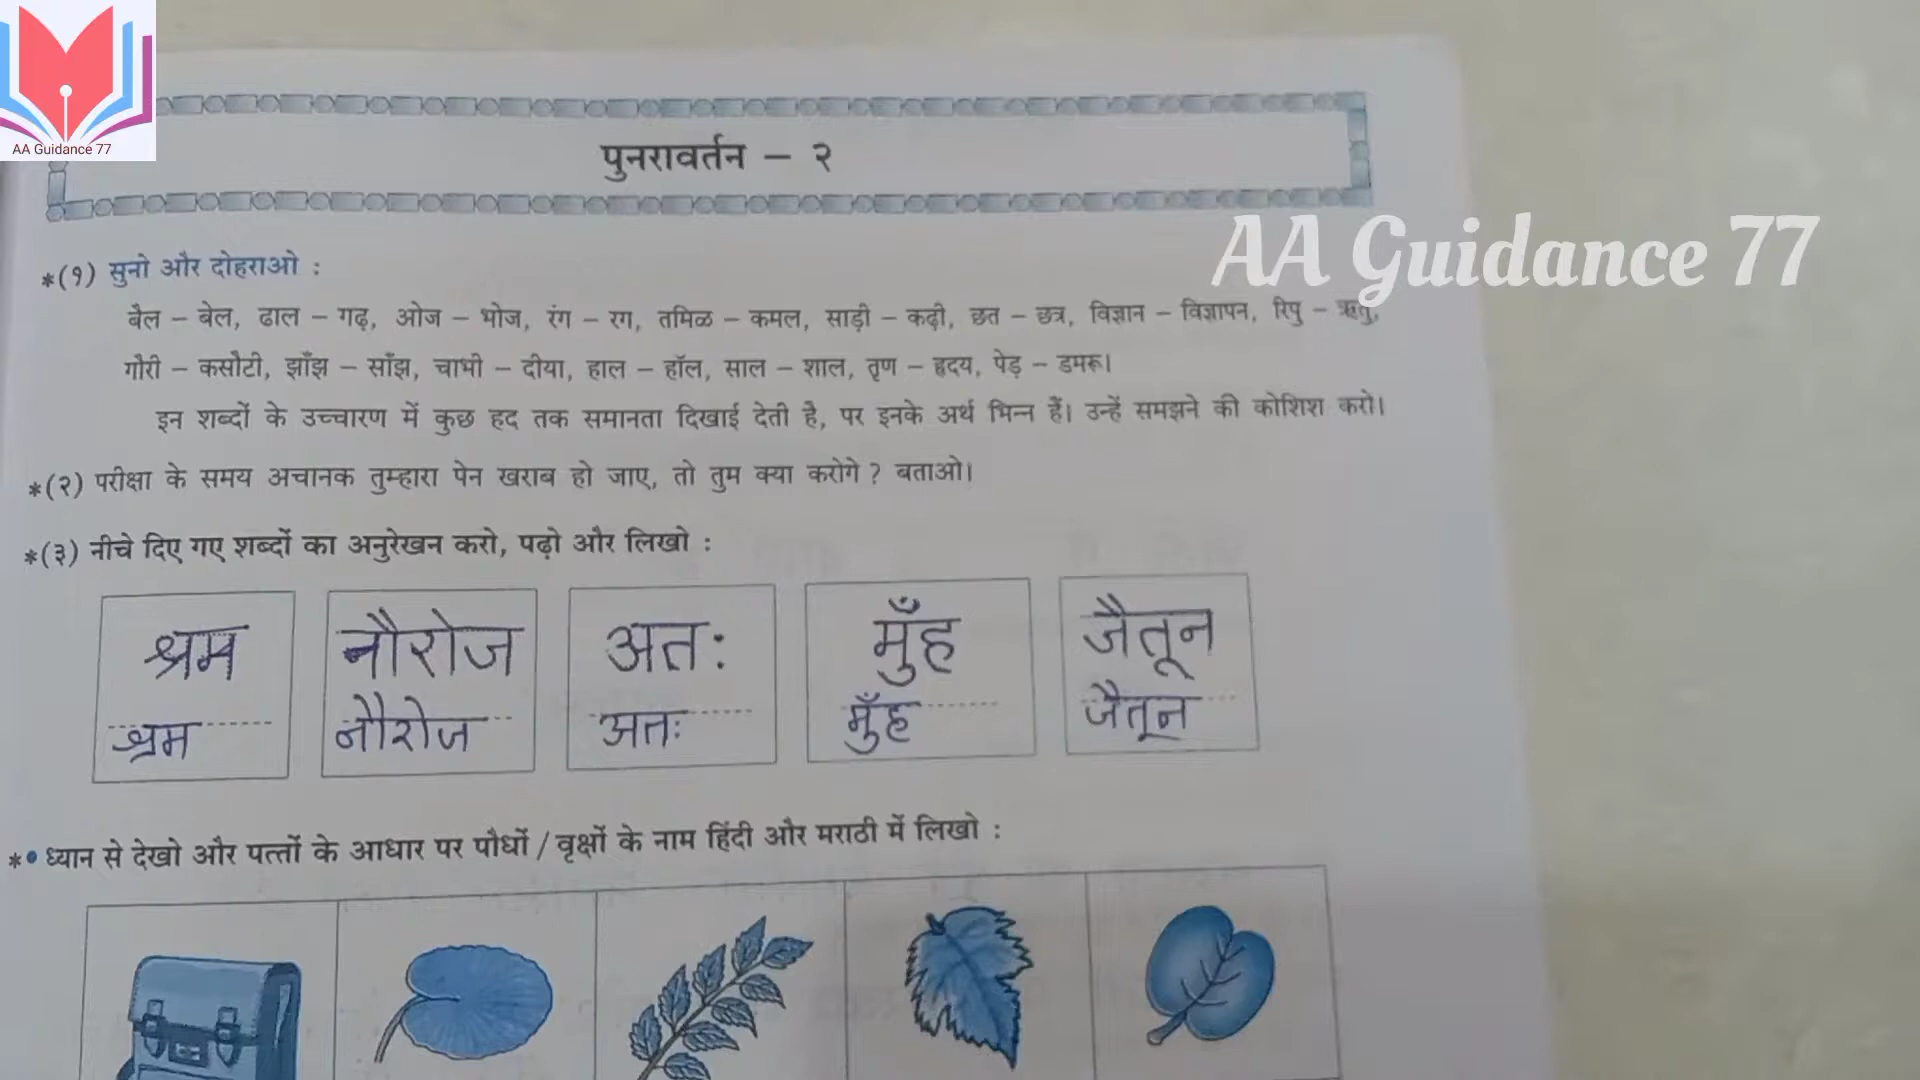 AA Guidance 77
पुनरावर्तन – २
AA Guidance 77
*(१) सुनो और दोहराओ :
बैल – बेल, ढाल – गढ़, ओज – भोज, रंग – रग, तमिळ – कमल, साड़ी – कढ़ी, छत – छत्र, विज्ञान – विज्ञापन, रिपु – ऋतु,
गौरी – कसौटी, झाँझ – साँझ, चाभी – दीया, हाल – हॉल, साल – शाल, तृण – हृदय, पेड़ – डमरू।
इन शब्दों के उच्चारण में कुछ हद तक समानता दिखाई देती है, पर इनके अर्थ भिन्न हैं। उन्हें समझने की कोशिश करो।
*(२) परीक्षा के समय अचानक तुम्हारा पेन खराब हो जाए, तो तुम क्या करोगे ? बताओ।
*(३) नीचे दिए गए शब्दों का अनुरेखन करो, पढ़ो और लिखो :
श्रम नौरोज अतः मुँह जैतून
श्रम नौरोज अतः मुँह जैतून
*• ध्यान से देखो और पत्तों के आधार पर पौधों / वृक्षों के नाम हिंदी और मराठी में लिखो :